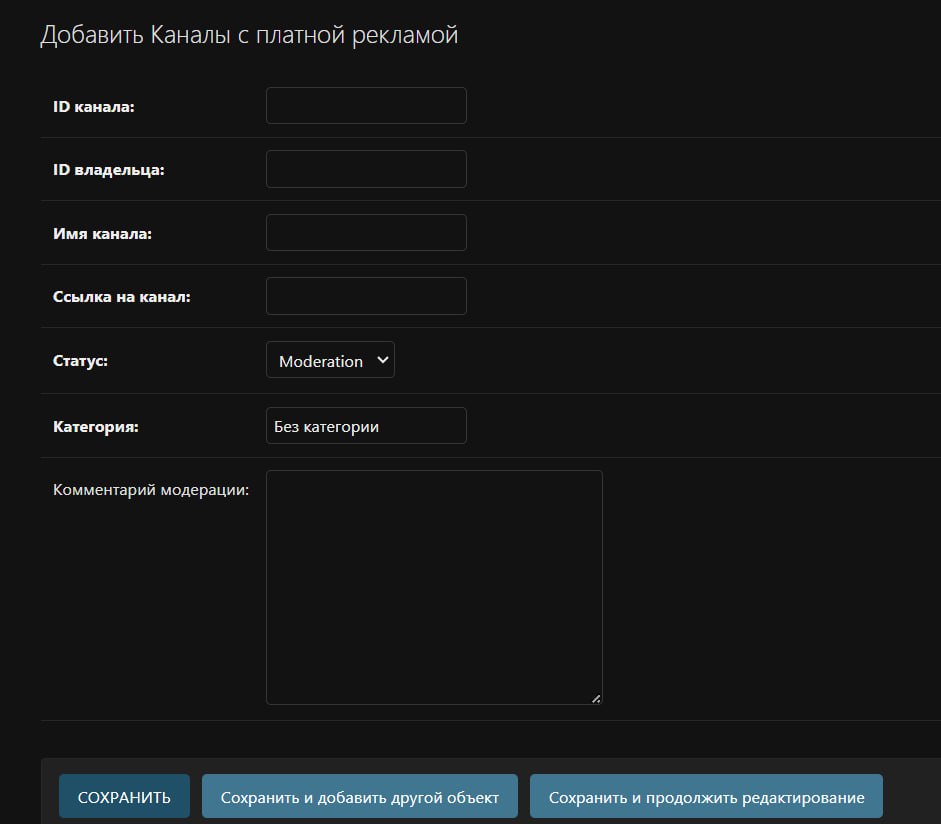 Добавить Каналы с платной рекламой
ID канала:
ID владельца:
Имя канала:
Ссылка на канал:
Статус: Moderation
Категория: Без категории
Комментарий модерации:
СОХРАНИТЬ Сохранить и добавить другой объект Сохранить и продолжить редактирование